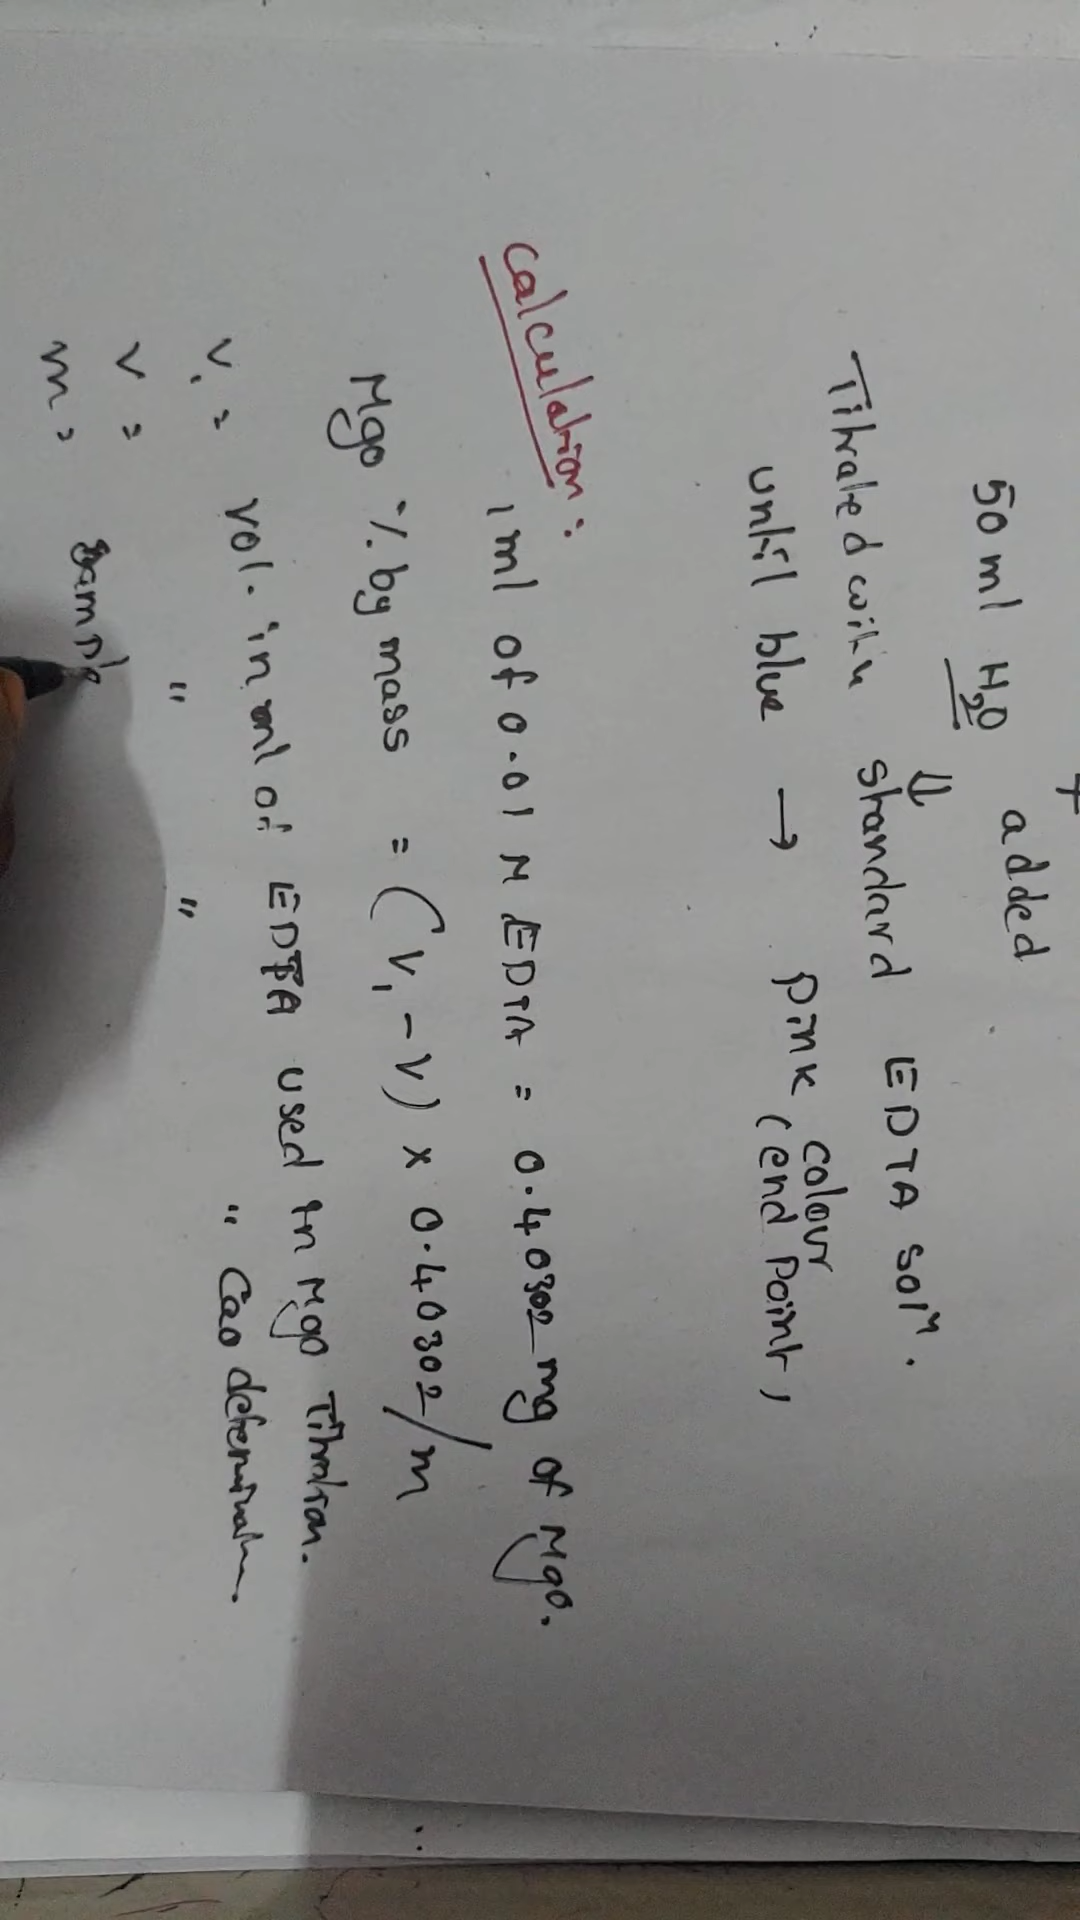 +
50 ml H2O added
⇓
Titrated with standard EDTA solⁿ.
until blue → pink colour
(end point,
Calculation:
1 ml of 0.01 M EDTA = 0.40302 mg of MgO.
MgO % by mass = (V1 - V) × 0.40302/m
V1 = vol. in ml of EDTA used in MgO Titration.
V = " " " CaO determinatn.
m = sample